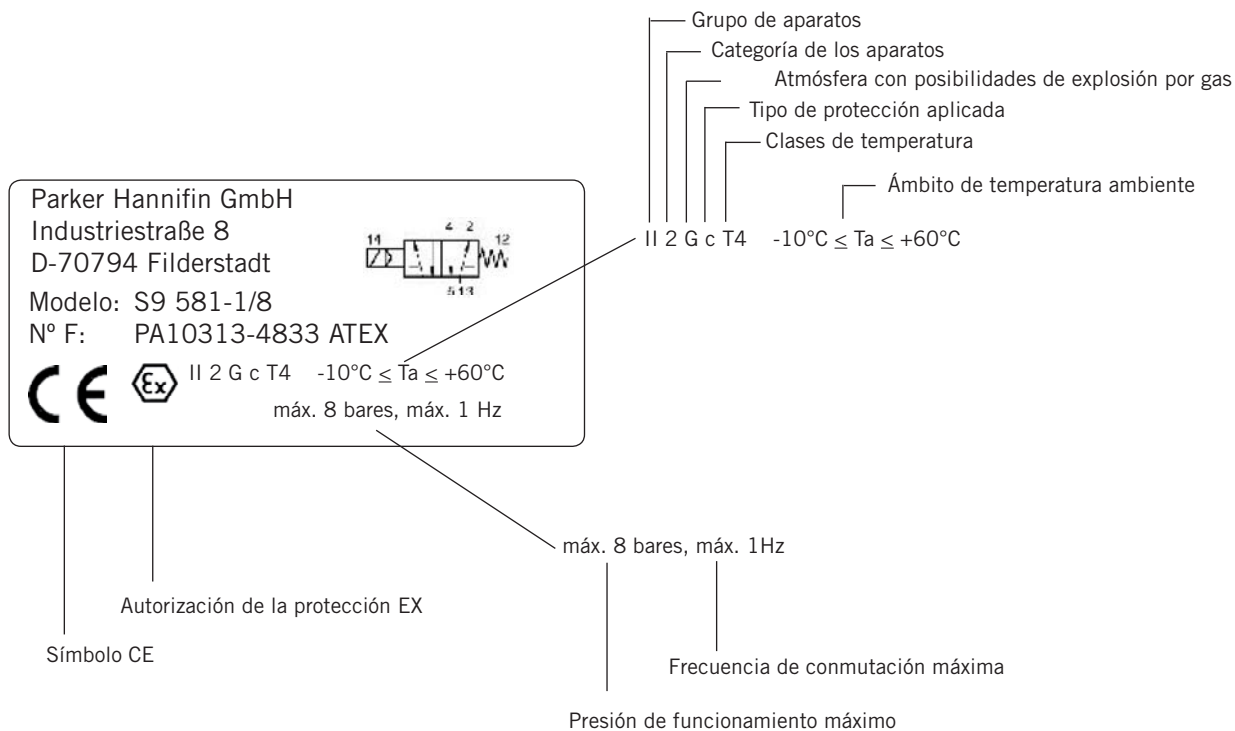 Grupo de aparatos
Categoría de los aparatos
Atmósfera con posibilidades de explosión por gas
Tipo de protección aplicada
Clases de temperatura
Ámbito de temperatura ambiente
II 2 G c T4 -10°C ≤ Ta ≤ +60°C
Parker Hannifin GmbH
Industriestraße 8
D-70794 Filderstadt
14 4 2 12
5 1 3
Modelo: S9 581-1/8
Nº F: PA10313-4833 ATEX
CE Ex II 2 G c T4 -10°C ≤ Ta ≤ +60°C
máx. 8 bares, máx. 1 Hz
máx. 8 bares, máx. 1Hz
Autorización de la protección EX
Símbolo CE
Frecuencia de conmutación máxima
Presión de funcionamiento máximo